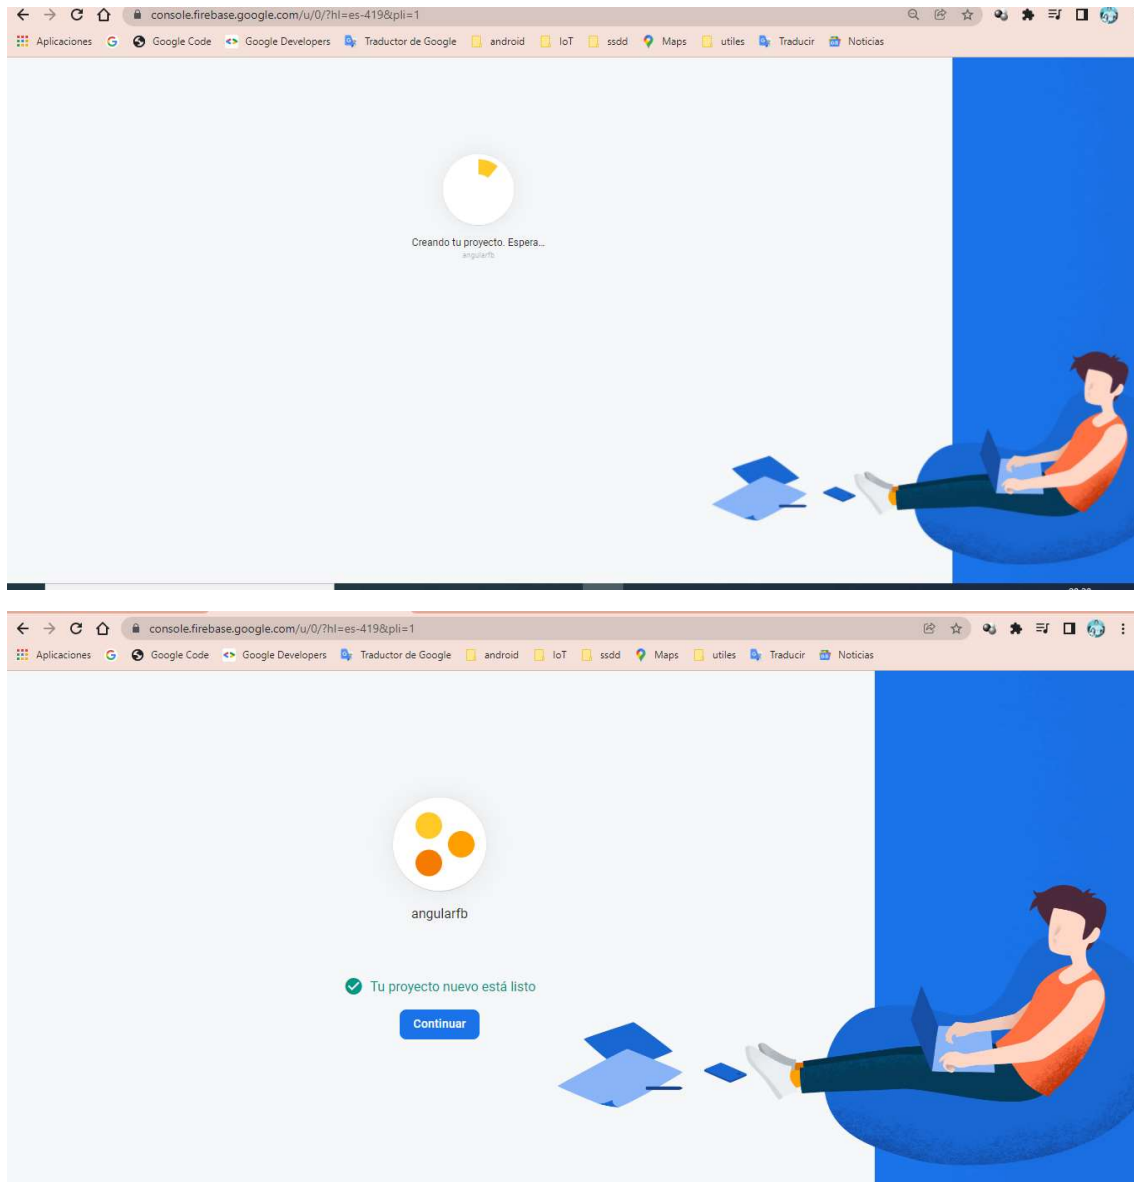 console.firebase.google.com/u/0/?hl=es-419&pli=1
Aplicaciones Google Code Google Developers Traductor de Google android IoT ssdd Maps utiles Traducir Noticias
Creando tu proyecto. Espera...
angularfb
console.firebase.google.com/u/0/?hl=es-419&pli=1
Aplicaciones Google Code Google Developers Traductor de Google android IoT ssdd Maps utiles Traducir Noticias
angularfb
Tu proyecto nuevo está listo
Continuar